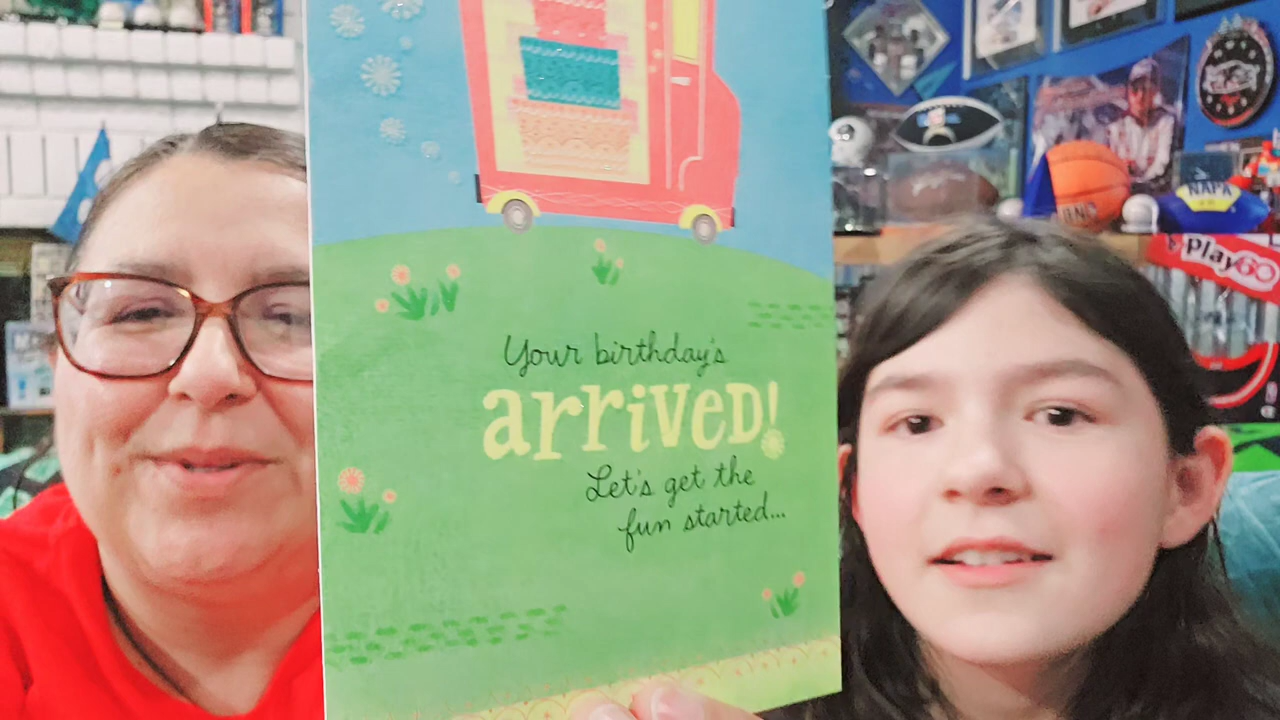 Your birthday's
arrived!
Let's get the
fun started...
NAPA
play60